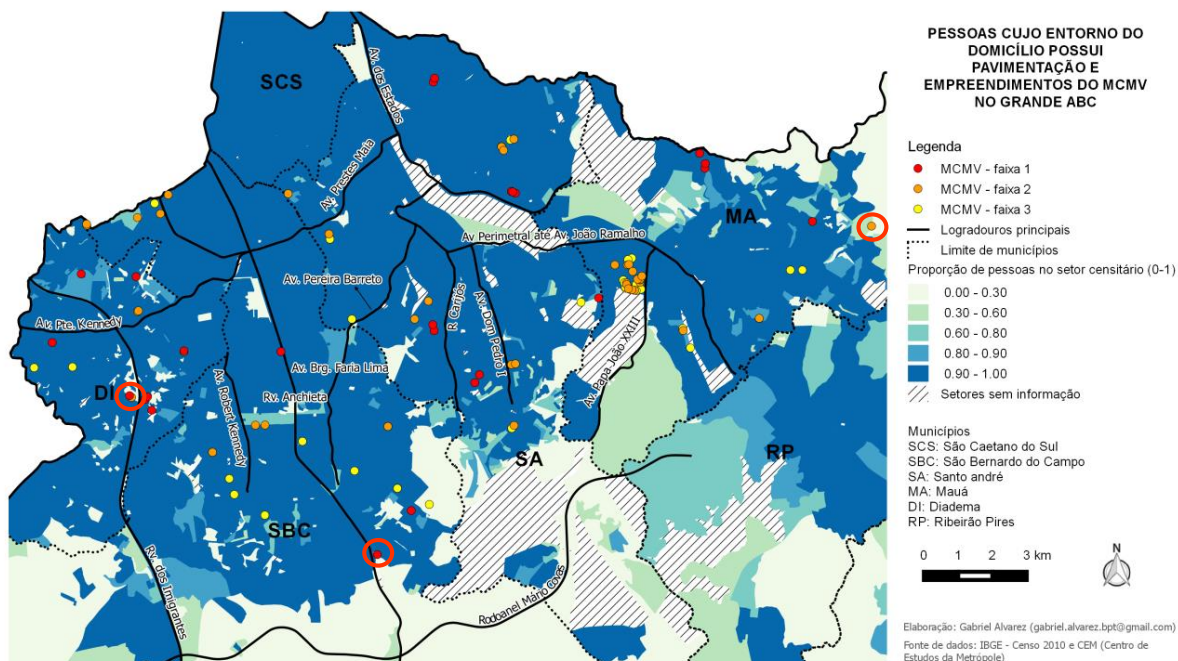 PESSOAS CUJO ENTORNO DO
DOMICÍLIO POSSUI
PAVIMENTAÇÃO E
EMPREENDIMENTOS DO MCMV
NO GRANDE ABC
Legenda
MCMV - faixa 1
MCMV - faixa 2
MCMV - faixa 3
Logradouros principais
Limite de municípios
Proporção de pessoas no setor censitário (0-1)
0.00 - 0.30
0.30 - 0.60
0.60 - 0.80
0.80 - 0.90
0.90 - 1.00
Setores sem informação
Municípios
SCS: São Caetano do Sul
SBC: São Bernardo do Campo
SA: Santo andré
MA: Mauá
DI: Diadema
RP: Ribeirão Pires
0 1 2 3 km
N
Elaboração: Gabriel Alvarez (gabriel.alvarez.bpt@gmail.com)
Fonte de dados: IBGE - Censo 2010 e CEM (Centro de
Estudos da Metrópole)
SCS
Av. dos Estados
Av. Prestes Maia
MA
Av Perimetral até Av. João Ramalho
Av. Pereira Barreto
R Carijós
Av. Dom Pedro I
Av. Papa João XXIII
Av. Pte. Kennedy
Av. Brg. Faria Lima
DI
Av. Robert Kennedy
Rv. Anchieta
SA
RP
SBC
Rv. dos Imigrantes
Rodoanel Mário Covas